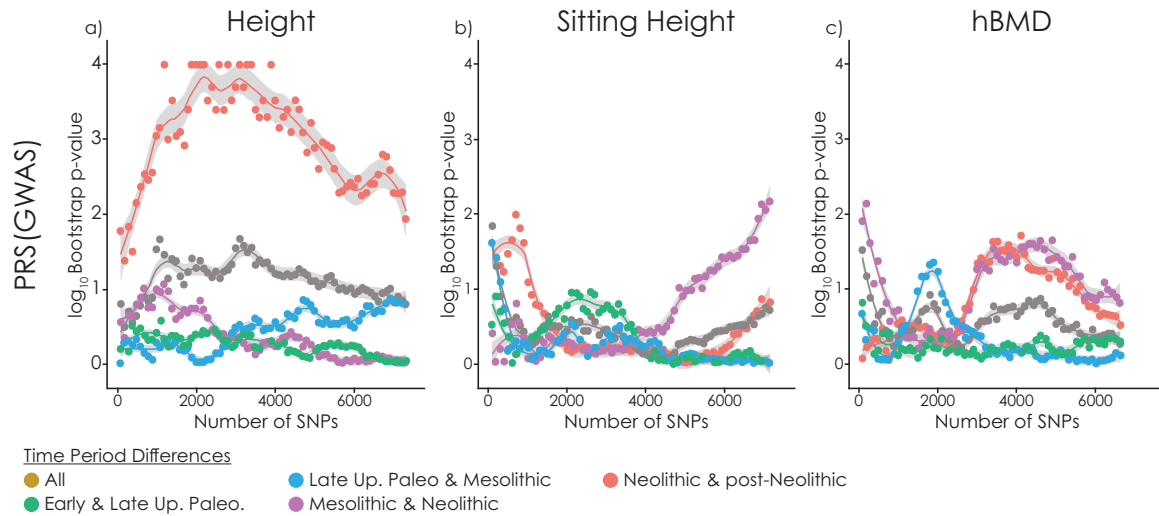 a) Height
b) Sitting Height
c) hBMD
PRS(GWAS)
log₁₀ Bootstrap p-value
4
3
2
1
0
0 2000 4000 6000
Number of SNPs
log₁₀ Bootstrap p-value
4
3
2
1
0
0 2000 4000 6000
Number of SNPs
log₁₀ Bootstrap p-value
4
3
2
1
0
0 2000 4000 6000
Number of SNPs
Time Period Differences
All
Early & Late Up. Paleo.
Late Up. Paleo & Mesolithic
Mesolithic & Neolithic
Neolithic & post-Neolithic